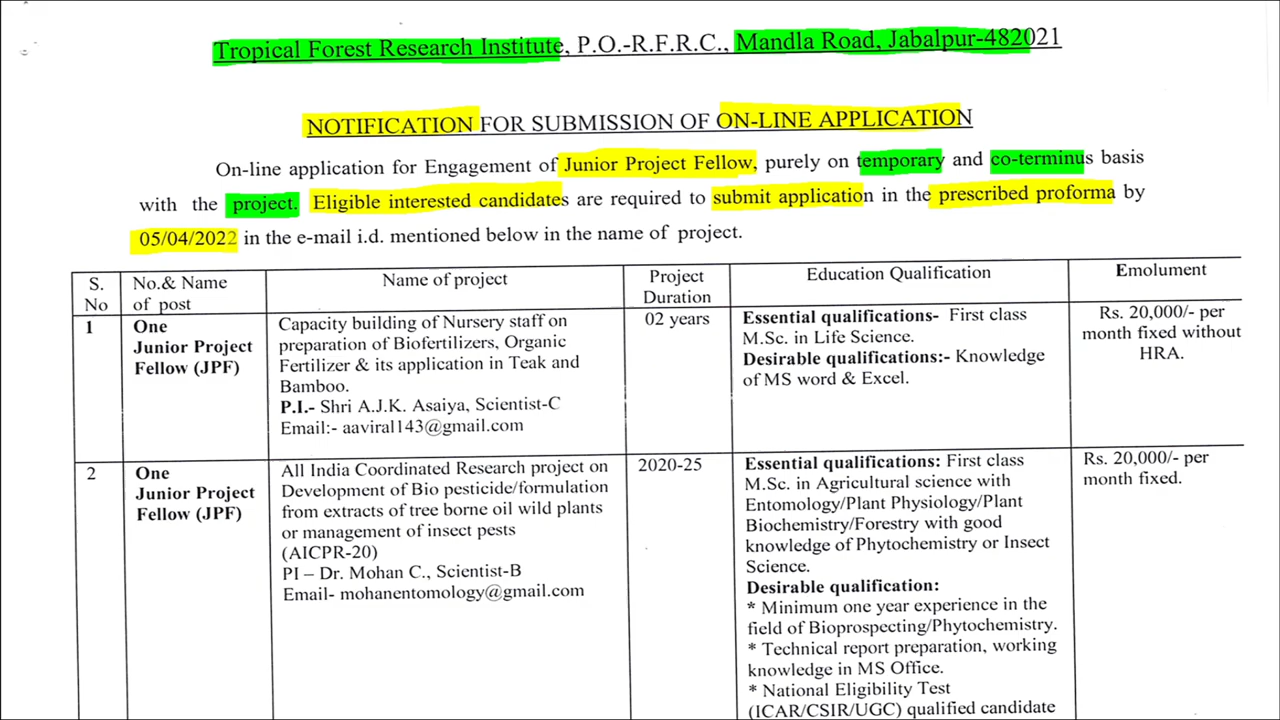 Tropical Forest Research Institute, P.O.-R.F.R.C., Mandla Road, Jabalpur-482021
NOTIFICATION FOR SUBMISSION OF ON-LINE APPLICATION
On-line application for Engagement of Junior Project Fellow, purely on temporary and co-terminus basis
with the project. Eligible interested candidates are required to submit application in the prescribed proforma by
05/04/2022 in the e-mail i.d. mentioned below in the name of project.
S.
No
No.& Name
of post
Name of project
Project
Duration
Education Qualification
Emolument
1
One
Junior Project
Fellow (JPF)
Capacity building of Nursery staff on
preparation of Biofertilizers, Organic
Fertilizer & its application in Teak and
Bamboo.
P.I.- Shri A.J.K. Asaiya, Scientist-C
Email:- aaviral143@gmail.com
02 years
Essential qualifications- First class
M.Sc. in Life Science.
Desirable qualifications:- Knowledge
of MS word & Excel.
Rs. 20,000/- per
month fixed without
HRA.
2
One
Junior Project
Fellow (JPF)
All India Coordinated Research project on
Development of Bio pesticide/formulation
from extracts of tree borne oil wild plants
or management of insect pests
(AICPR-20)
PI – Dr. Mohan C., Scientist-B
Email- mohanentomology@gmail.com
2020-25
Essential qualifications: First class
M.Sc. in Agricultural science with
Entomology/Plant Physiology/Plant
Biochemistry/Forestry with good
knowledge of Phytochemistry or Insect
Science.
Desirable qualification:
* Minimum one year experience in the
field of Bioprospecting/Phytochemistry.
* Technical report preparation, working
knowledge in MS Office.
* National Eligibility Test
(ICAR/CSIR/UGC) qualified candidate
Rs. 20,000/- per
month fixed.